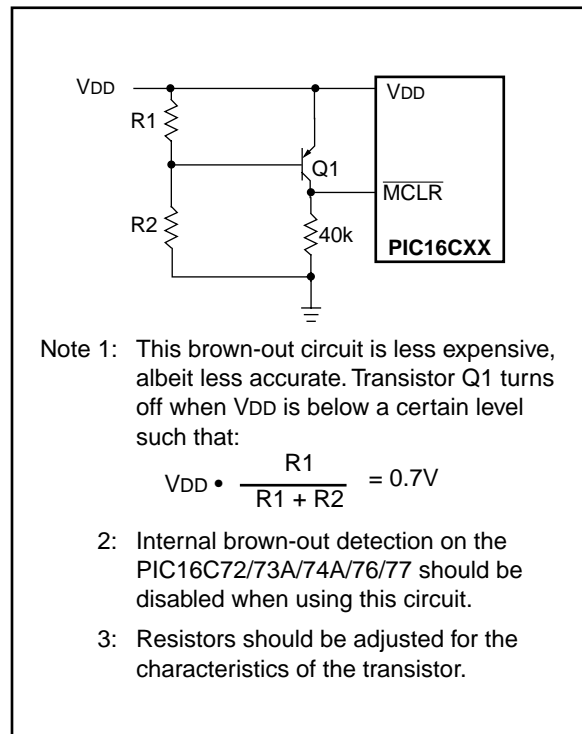 VDD
VDD
R1
Q1
MCLR
R2
40k
PIC16CXX
Note 1: This brown-out circuit is less expensive,
albeit less accurate. Transistor Q1 turns
off when VDD is below a certain level
such that:
VDD • R1 / R1 + R2 = 0.7V
2: Internal brown-out detection on the
PIC16C72/73A/74A/76/77 should be
disabled when using this circuit.
3: Resistors should be adjusted for the
characteristics of the transistor.